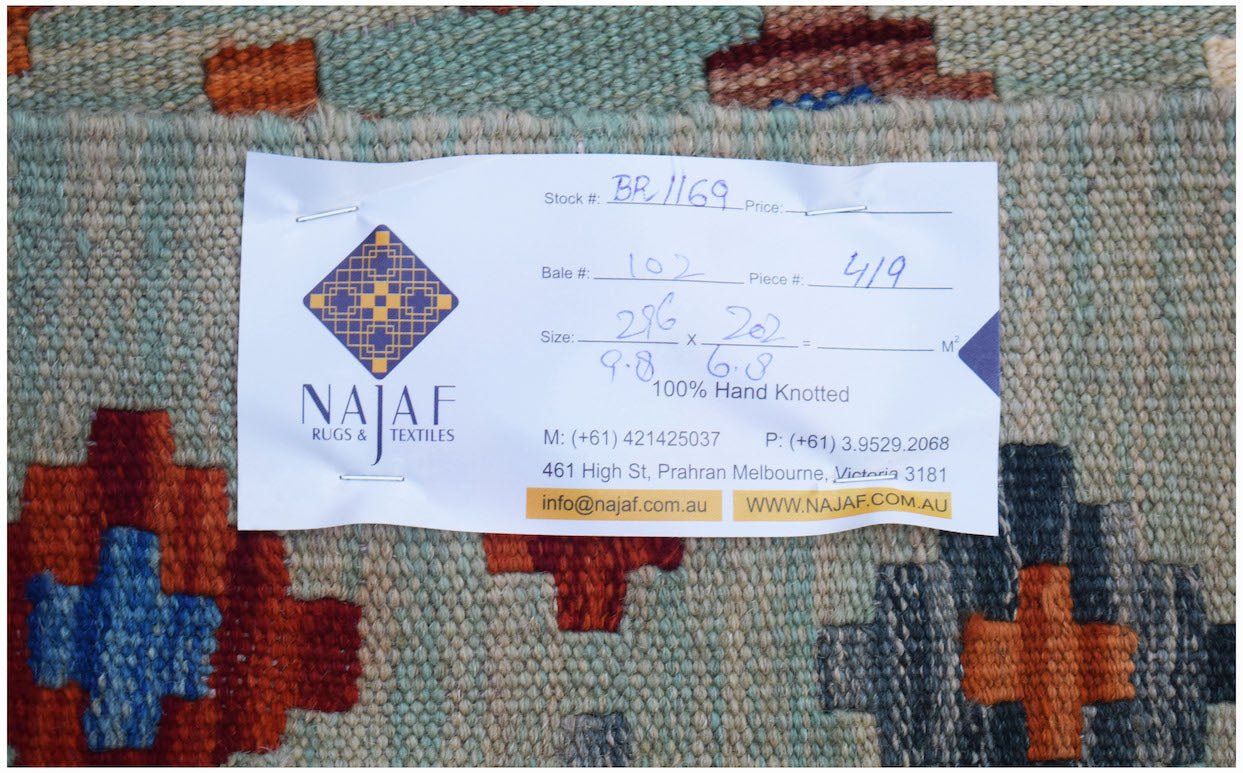 Stock #: BR 1169 Price:
Bale #: 102 Piece #: 419
Size: 296 x 202 = M²
9.8 6.8
100% Hand Knotted
NAJAF
RUGS & TEXTILES
M: (+61) 421425037 P: (+61) 3.9529.2068
461 High St, Prahran Melbourne, Victoria 3181
info@najaf.com.au WWW.NAJAF.COM.AU